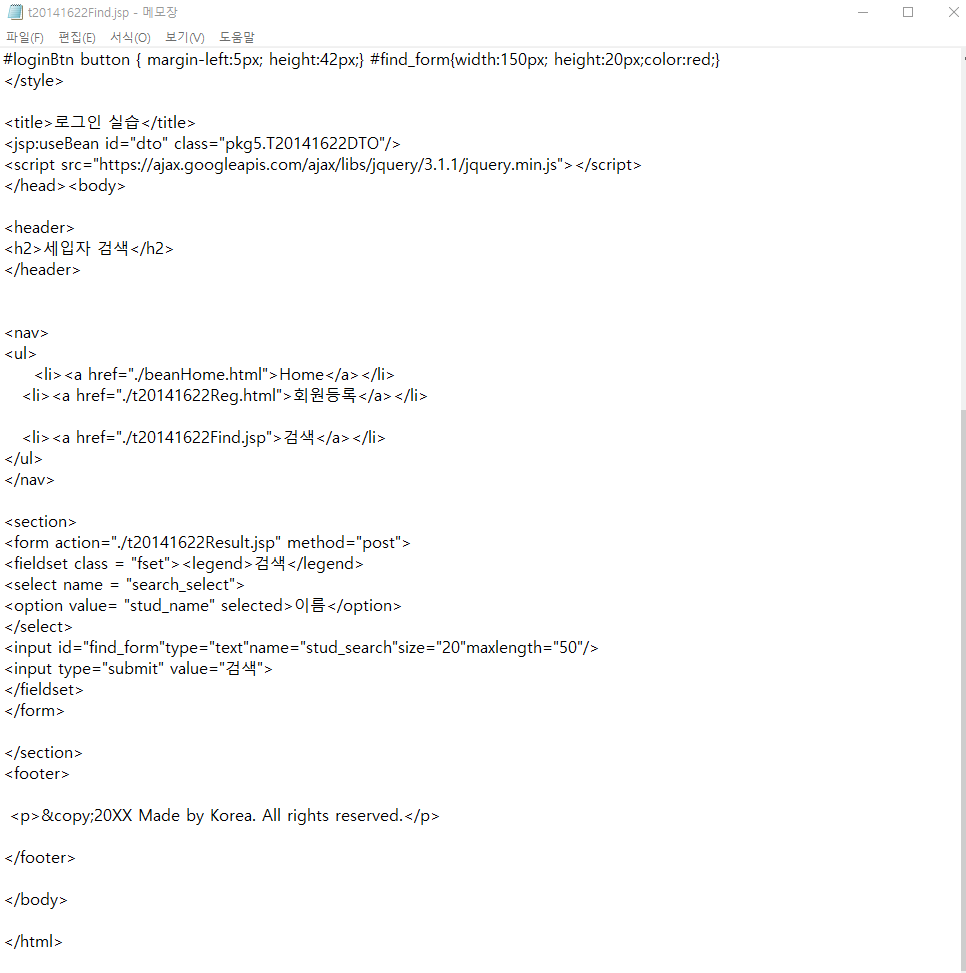 t20141622Find.jsp - 메모장
파일(F) 편집(E) 서식(O) 보기(V) 도움말
#loginBtn button { margin-left:5px; height:42px;} #find_form{width:150px; height:20px;color:red;}
</style>
<title>로그인 실습</title>
<jsp:useBean id="dto" class="pkg5.T20141622DTO"/>
<script src="https://ajax.googleapis.com/ajax/libs/jquery/3.1.1/jquery.min.js"></script>
</head><body>
<header>
<h2>세입자 검색</h2>
</header>
<nav>
<ul>
<li><a href="./beanHome.html">Home</a></li>
<li><a href="./t20141622Reg.html">회원등록</a></li>
<li><a href="./t20141622Find.jsp">검색</a></li>
</ul>
</nav>
<section>
<form action="./t20141622Result.jsp" method="post">
<fieldset class = "fset"><legend>검색</legend>
<select name = "search_select">
<option value= "stud_name" selected>이름</option>
</select>
<input id="find_form"type="text"name="stud_search"size="20"maxlength="50"/>
<input type="submit" value="검색">
</fieldset>
</form>
</section>
<footer>
<p>&copy;20XX Made by Korea. All rights reserved.</p>
</footer>
</body>
</html>